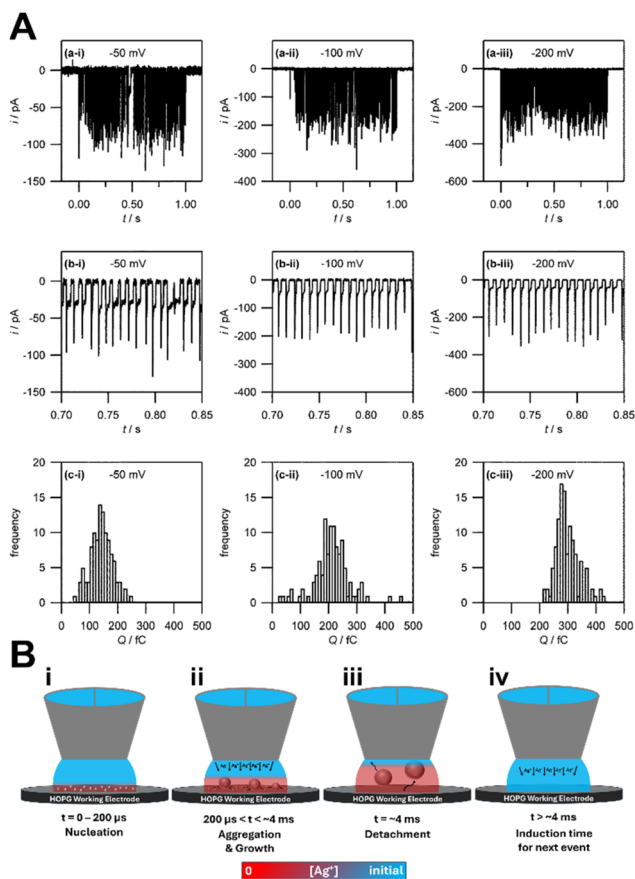 A
(a-i) -50 mV
0
-50
-100
-150
i / pA
0.00 0.50 1.00
t / s
(a-ii) -100 mV
0
-100
-200
-300
-400
i / pA
0.00 0.50 1.00
t / s
(a-iii) -200 mV
0
-200
-400
-600
i / pA
0.00 0.50 1.00
t / s
(b-i) -50 mV
0
-50
-100
-150
i / pA
0.70 0.75 0.80 0.85
t / s
(b-ii) -100 mV
0
-100
-200
-300
-400
i / pA
0.70 0.75 0.80 0.85
t / s
(b-iii) -200 mV
0
-200
-400
-600
i / pA
0.70 0.75 0.80 0.85
t / s
(c-i) -50 mV
20
15
10
5
0
frequency
0 100 200 300 400 500
Q / fC
(c-ii) -100 mV
20
15
10
5
0
frequency
0 100 200 300 400 500
Q / fC
(c-iii) -200 mV
20
15
10
5
0
frequency
0 100 200 300 400 500
Q / fC
B
i
HOPG Working Electrode
t = 0 – 200 µs
Nucleation
ii
Ag⁺ Ag⁺ Ag⁺ Ag⁺
HOPG Working Electrode
200 µs < t < ~4 ms
Aggregation
& Growth
iii
HOPG Working Electrode
t = ~4 ms
Detachment
iv
Ag⁺ Ag⁺ Ag⁺ Ag⁺
HOPG Working Electrode
t > ~4 ms
Induction time
for next event
0 [Ag⁺] initial